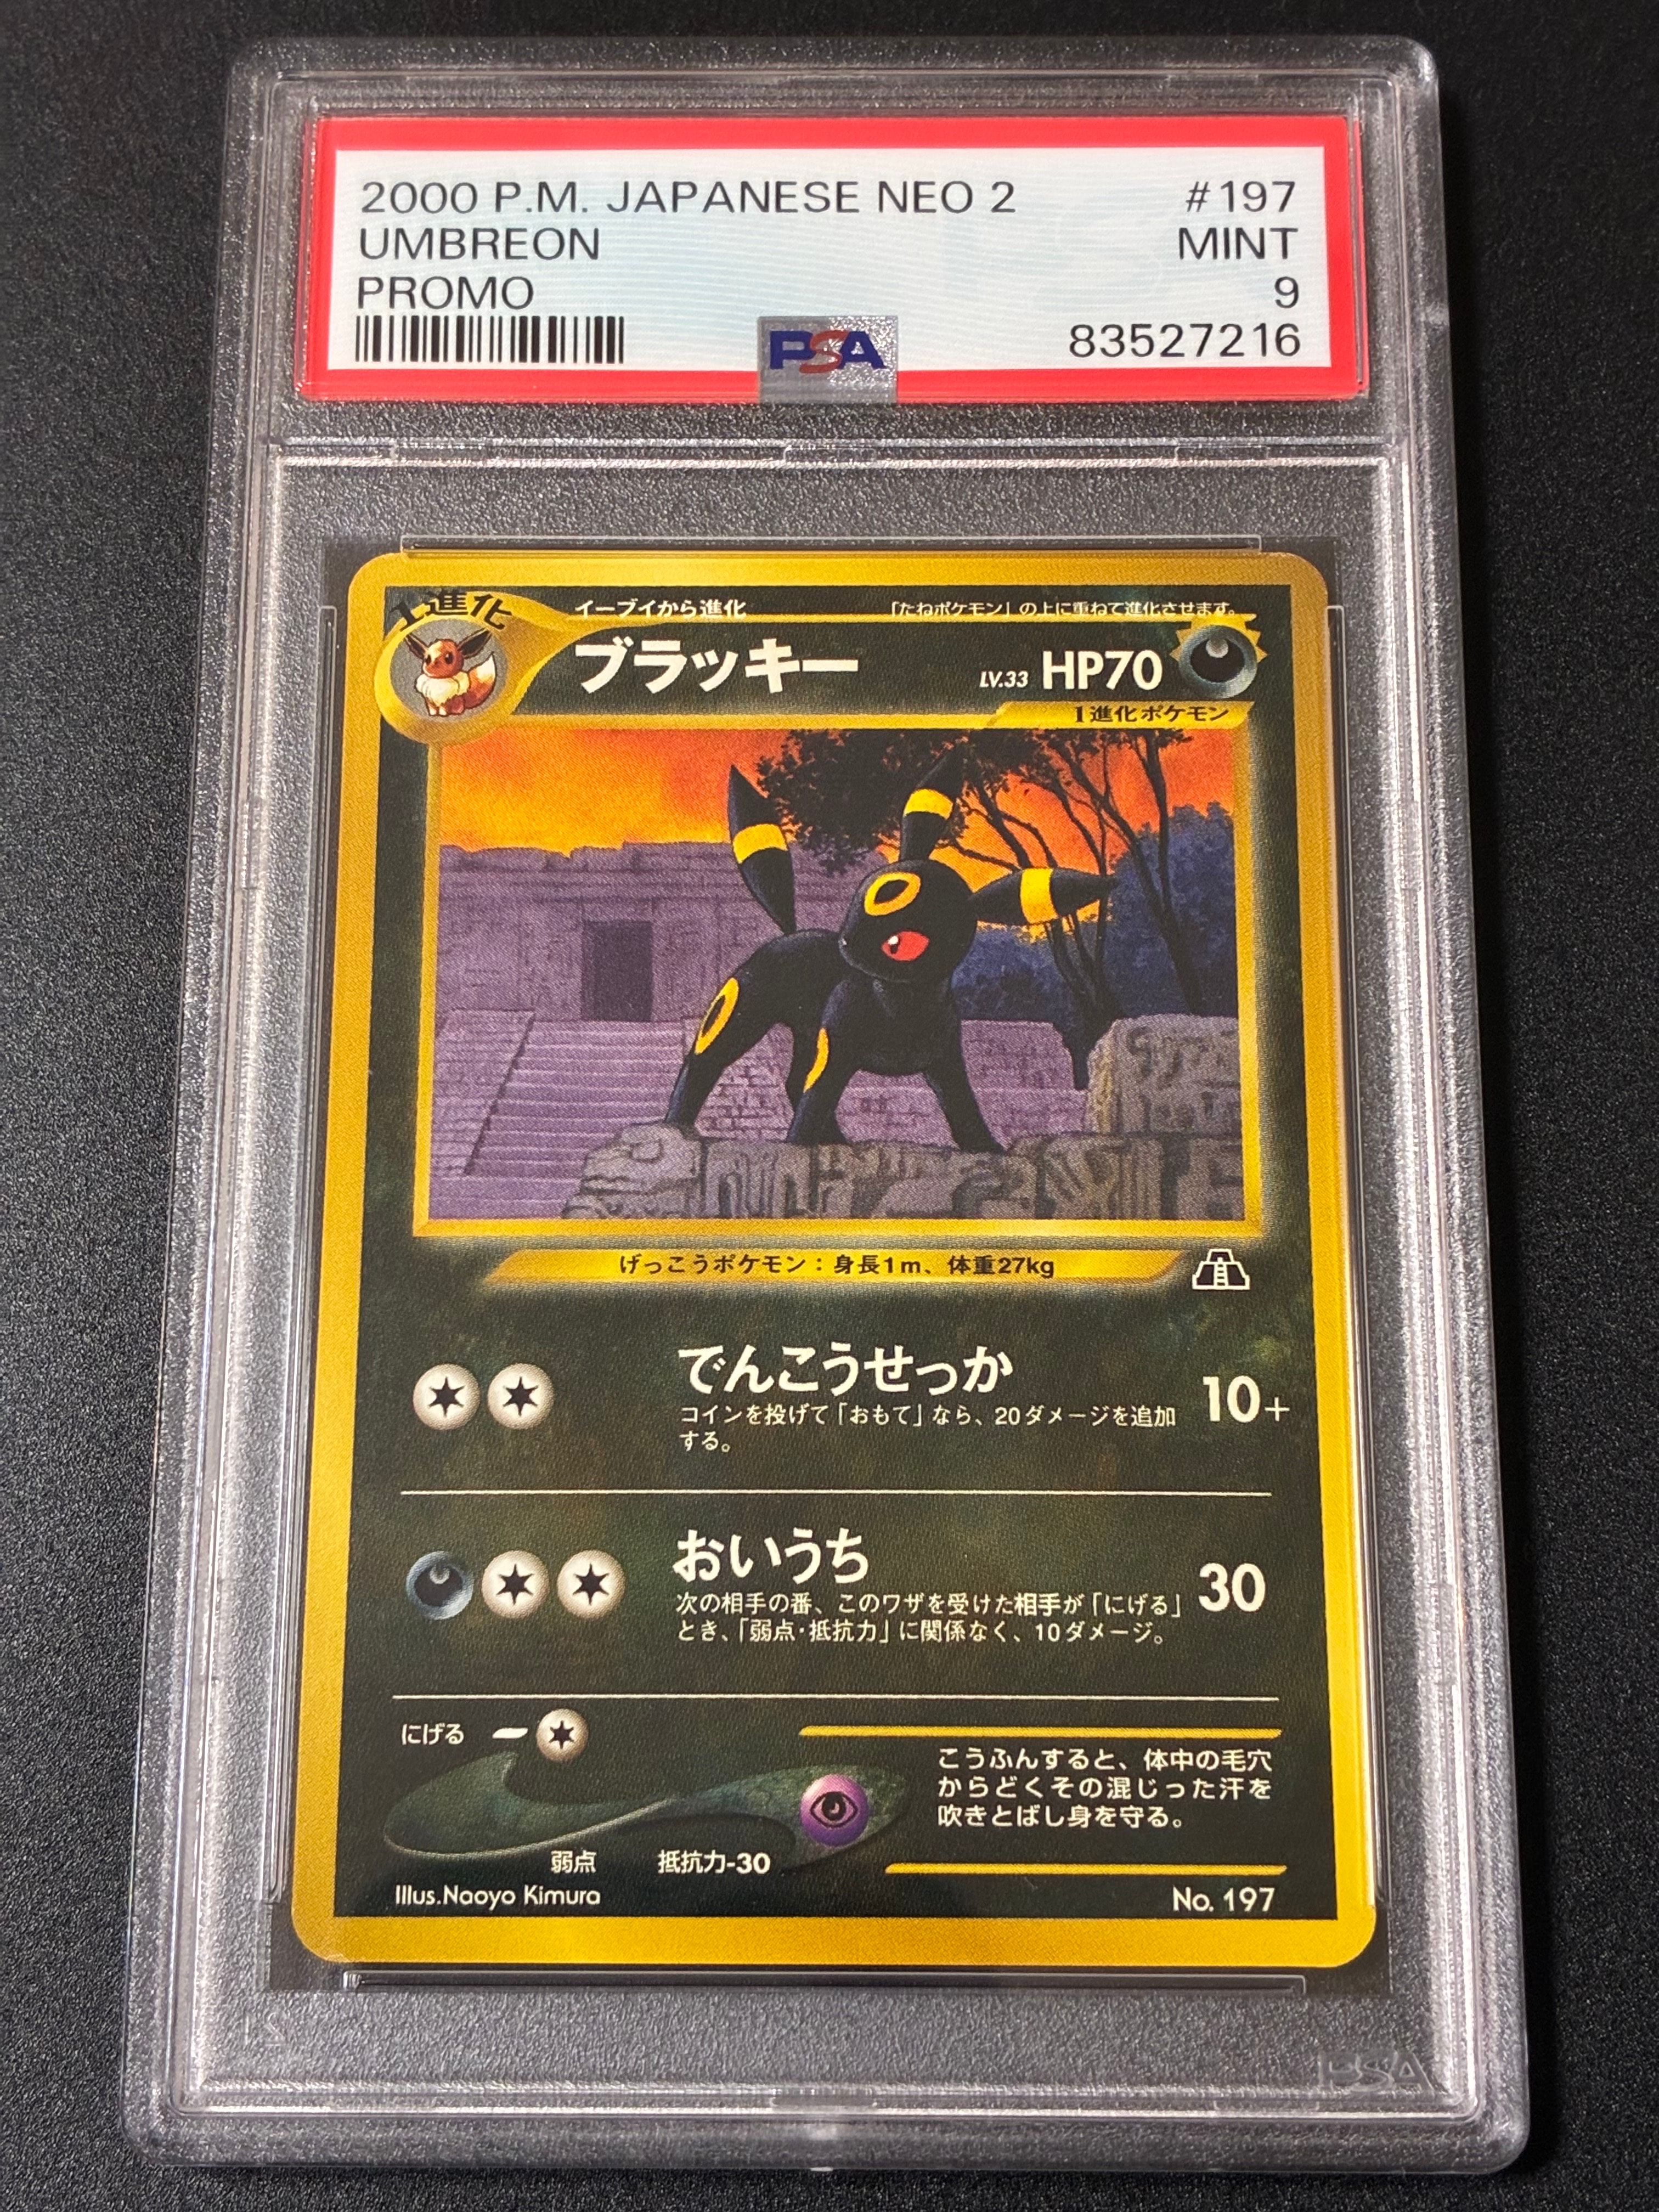 2000 P.M. JAPANESE NEO 2 #197
UMBREON MINT
PROMO 9
PSA 83527216
1進化
イーブイから進化 「たねポケモン」の上に重ねて進化させます。
ブラッキー LV.33 HP70
1進化ポケモン
げっこうポケモン：身長1m、体重27kg
でんこうせっか 10+
コインを投げて「おもて」なら、20ダメージを追加
する。
おいうち 30
次の相手の番、このワザを受けた相手が「にげる」
とき、「弱点・抵抗力」に関係なく、10ダメージ。
にげる
こうふんすると、体中の毛穴
からどくその混じった汗を
吹きとばし身を守る。
弱点 抵抗力-30
Illus.Naoyo Kimura No. 197
PSA